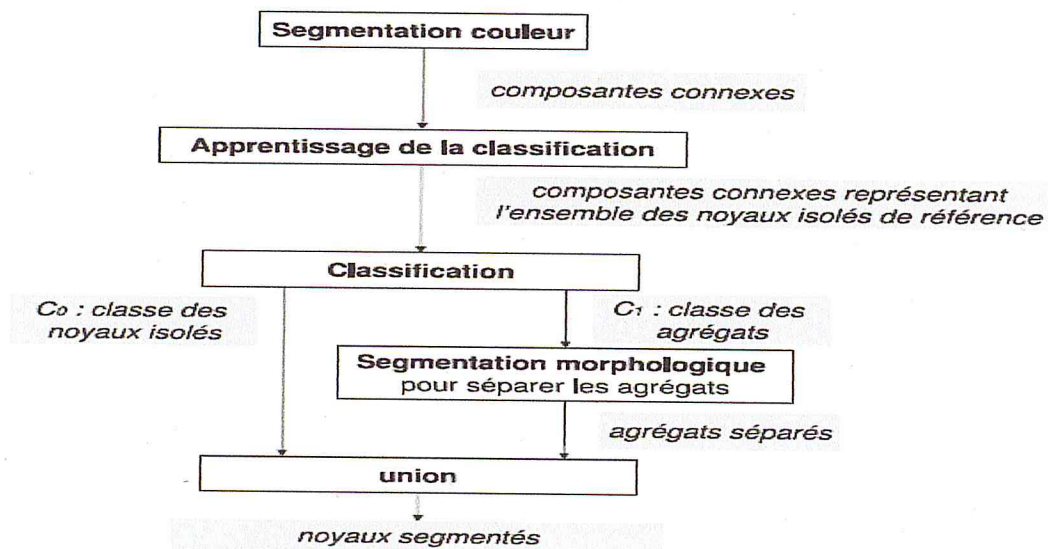 Segmentation couleur
composantes connexes
Apprentissage de la classification
composantes connexes représentant
l'ensemble des noyaux isolés de référence
Classification
C0 : classe des
noyaux isolés
C1 : classe des
agrégats
Segmentation morphologique
pour séparer les agrégats
agrégats séparés
union
noyaux segmentés